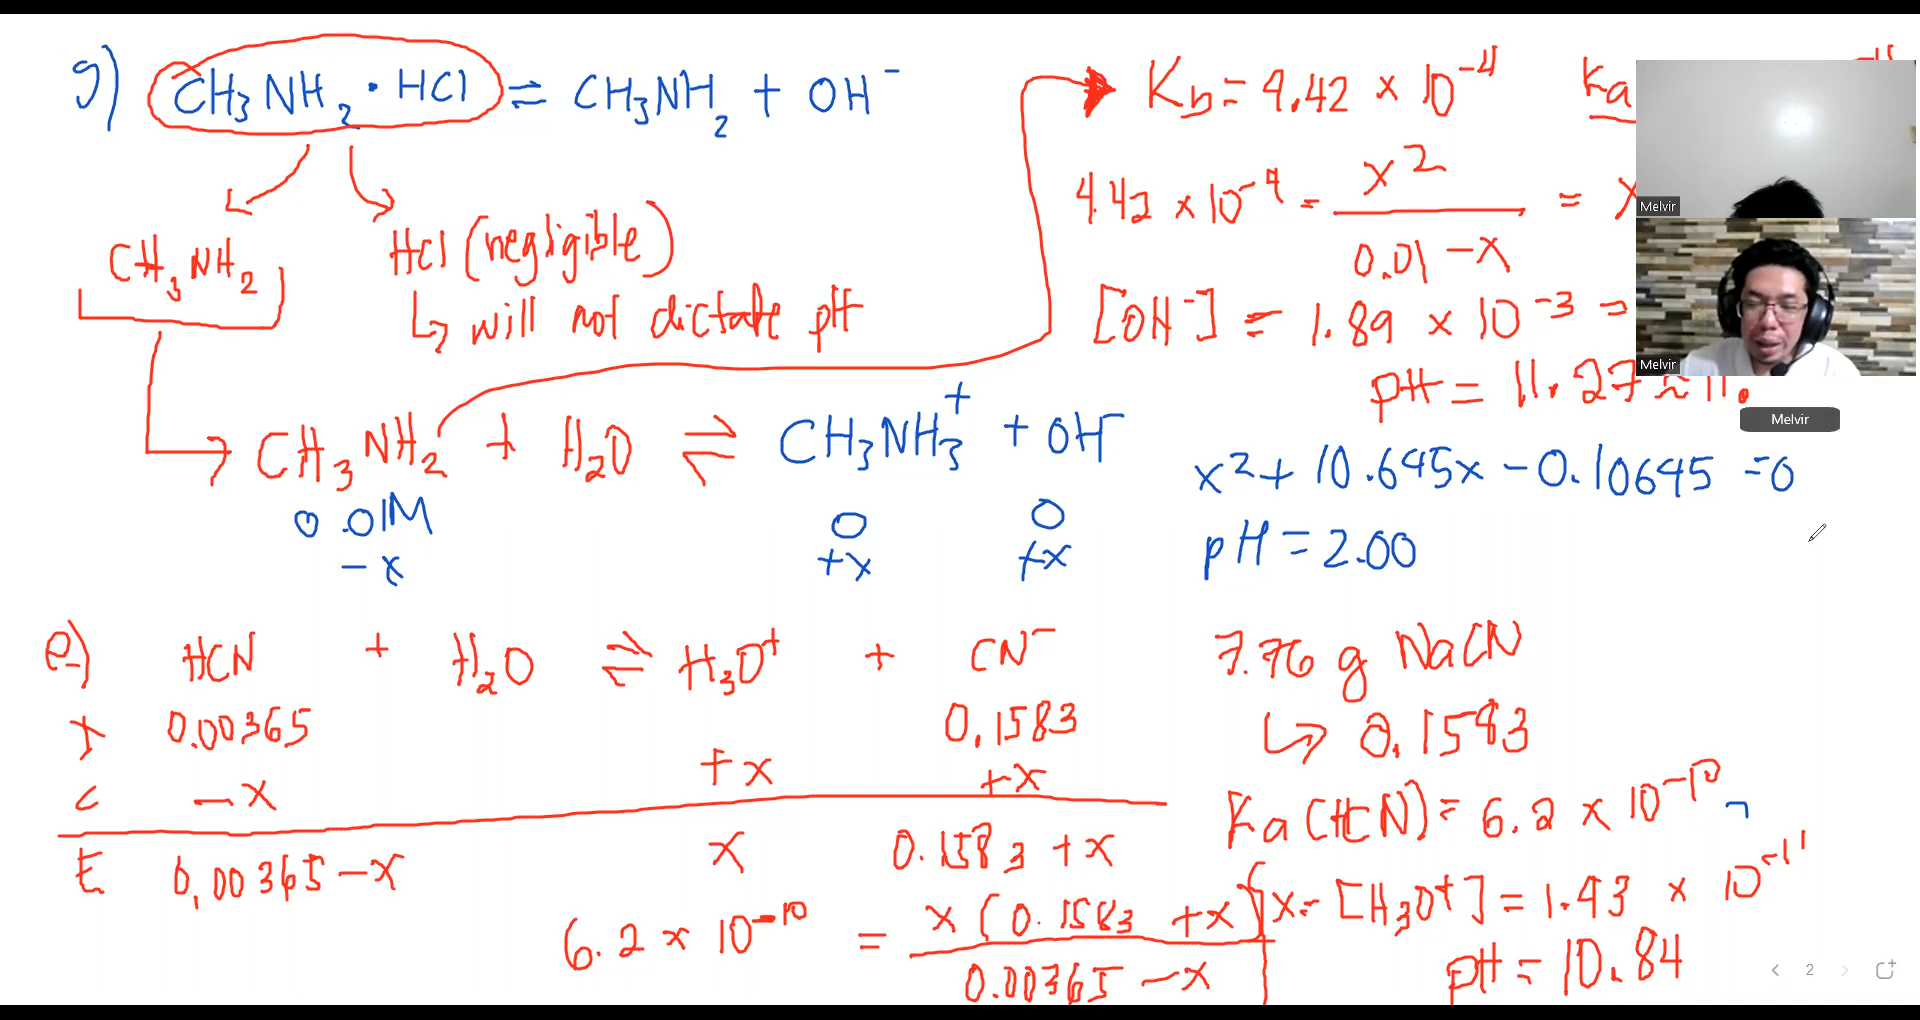 g) CH3NH2 · HCl ⇌ CH3NH2 + OH⁻
Kb = 4.42 × 10⁻⁴
Ka
4.42 × 10⁻⁴ = x² / 0.01 − x = x
CH3NH2
HCl (negligible)
↳ will not dictate pH
[OH⁻] = 1.89 × 10⁻³ ⇒
pH = 11.27 ≈ 11.
CH3NH2 + H2O ⇌ CH3NH3⁺ + OH⁻
0.01M 0 0
−x +x +x
x² + 10.645x − 0.10645 = 0
pH = 2.00
e) HCN + H2O ⇌ H3O⁺ + CN⁻
I 0.00365 0.1583
C −x +x +x
E 0.00365−x x 0.1583 + x
6.2 × 10⁻¹⁰ = x (0.1583 + x) / 0.00365 − x
7.76 g NaCN
↳ 0.1583
Ka (HCN) = 6.2 × 10⁻¹⁰
x = [H3O⁺] = 1.43 × 10⁻¹¹
pH = 10.84
Melvir
Melvir
Melvir
2